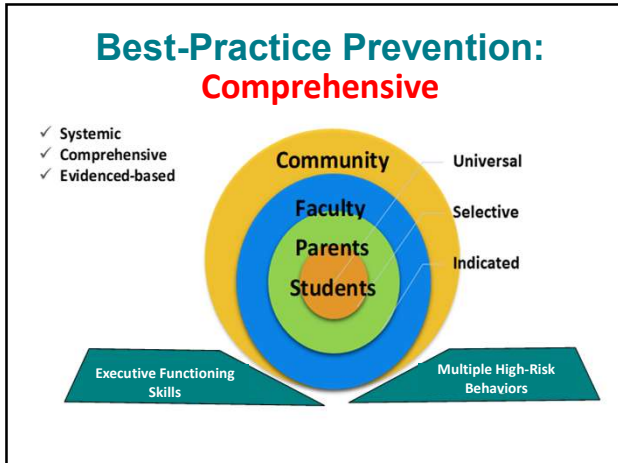 Best-Practice Prevention:
Comprehensive
✓ Systemic
✓ Comprehensive
✓ Evidenced-based
Community
Faculty
Parents
Students
Universal
Selective
Indicated
Executive Functioning
Skills
Multiple High-Risk
Behaviors